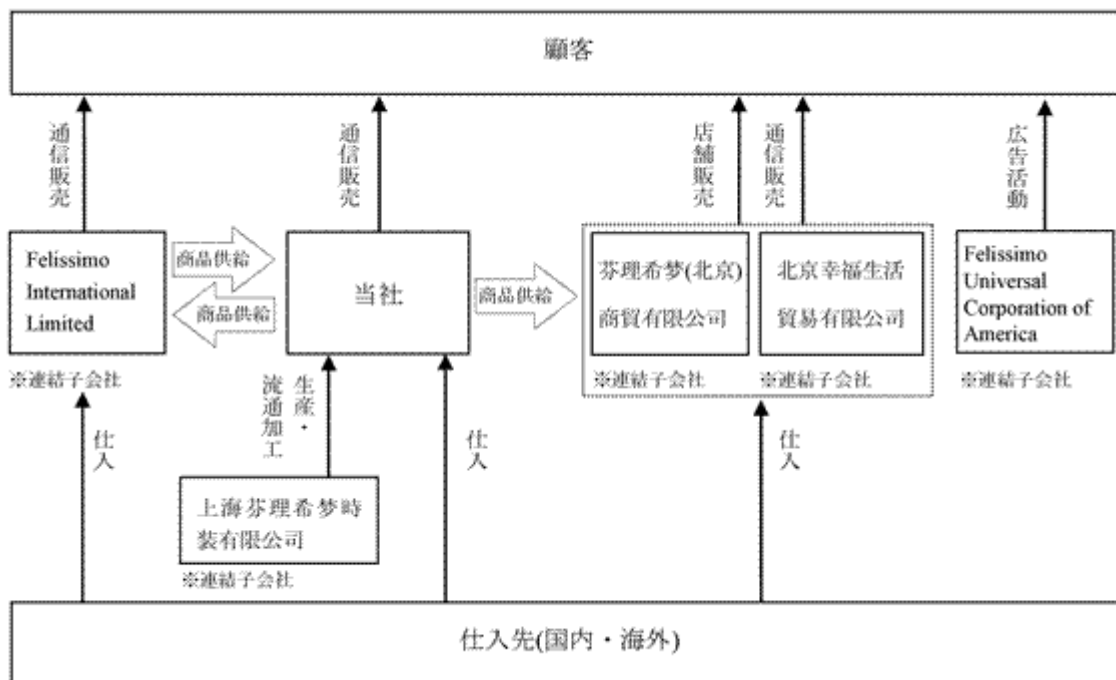 顧客
通信販売
通信販売
店舗販売
通信販売
広告活動
Felissimo
International
Limited
商品供給
商品供給
当社
商品供給
芬理希梦(北京)
商貿有限公司
北京幸福生活
貿易有限公司
Felissimo
Universal
Corporation of
America
※連結子会社
※連結子会社
※連結子会社
※連結子会社
仕入
生産・
流通加工
仕入
仕入
上海芬理希梦時
装有限公司
※連結子会社
仕入先(国内・海外)